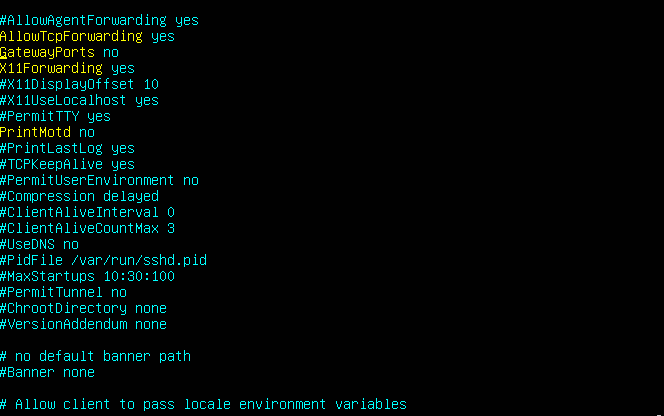 #AllowAgentForwarding yes
AllowTcpForwarding yes
GatewayPorts no
X11Forwarding yes
#X11DisplayOffset 10
#X11UseLocalhost yes
#PermitTTY yes
PrintMotd no
#PrintLastLog yes
#TCPKeepAlive yes
#PermitUserEnvironment no
#Compression delayed
#ClientAliveInterval 0
#ClientAliveCountMax 3
#UseDNS no
#PidFile /var/run/sshd.pid
#MaxStartups 10:30:100
#PermitTunnel no
#ChrootDirectory none
#VersionAddendum none
# no default banner path
#Banner none
# Allow client to pass locale environment variables